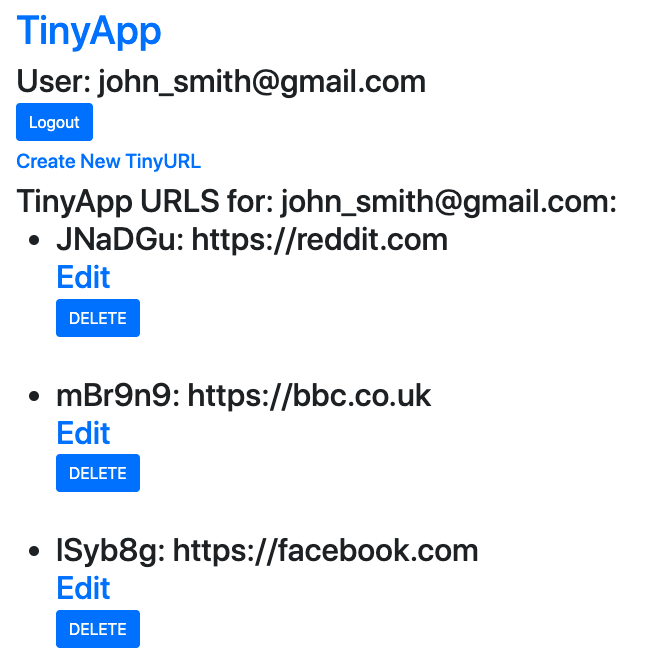 TinyApp
User: john_smith@gmail.com
Logout
Create New TinyURL
TinyApp URLS for: john_smith@gmail.com:
JNaDGu: https://reddit.com
Edit
DELETE
mBr9n9: https://bbc.co.uk
Edit
DELETE
lSyb8g: https://facebook.com
Edit
DELETE